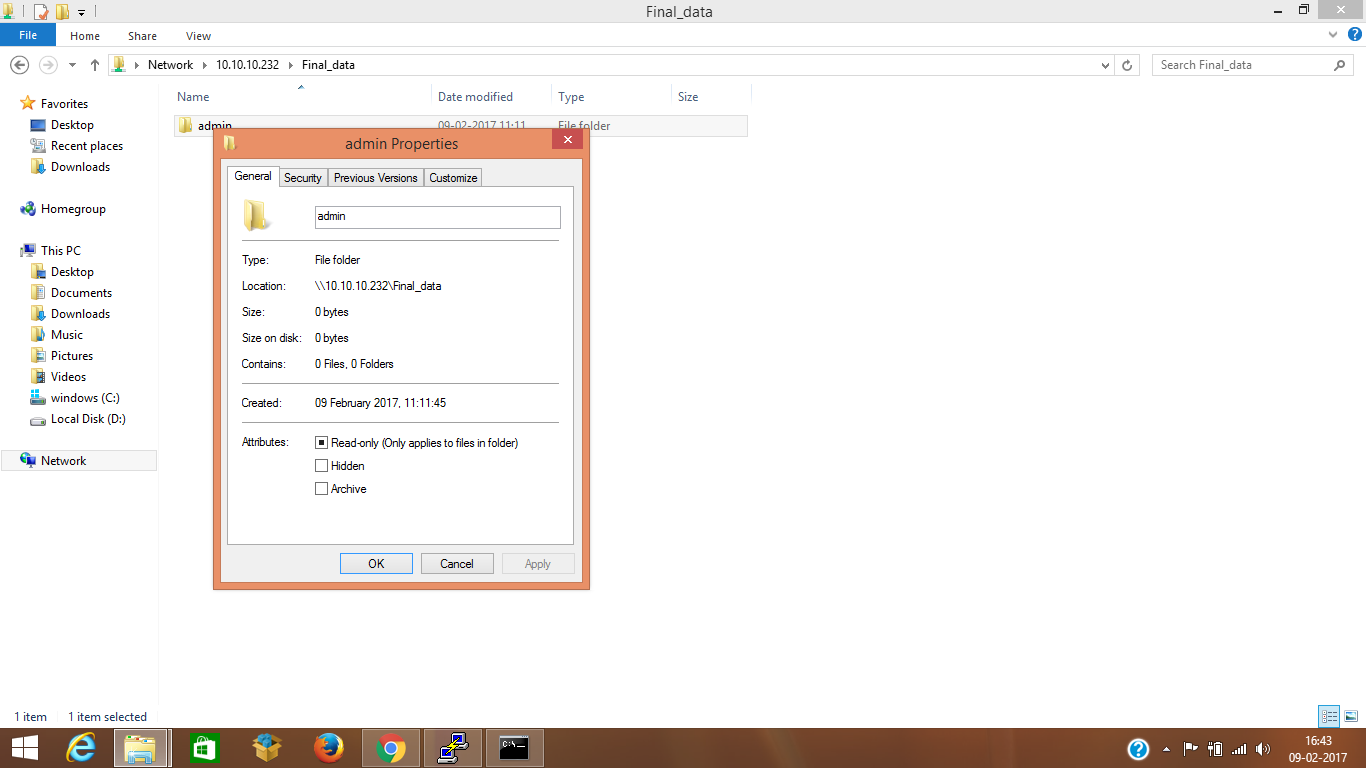 Final_data
File Home Share View
Network 10.10.10.232 Final_data Search Final_data
Name Date modified Type Size
admin 09-02-2017 11:11 File folder
Favorites
Desktop
Recent places
Downloads
Homegroup
This PC
Desktop
Documents
Downloads
Music
Pictures
Videos
windows (C:)
Local Disk (D:)
Network
admin Properties
General Security Previous Versions Customize
admin
Type: File folder
Location: \\10.10.10.232\Final_data
Size: 0 bytes
Size on disk: 0 bytes
Contains: 0 Files, 0 Folders
Created: 09 February 2017, 11:11:45
Attributes: Read-only (Only applies to files in folder)
Hidden
Archive
OK Cancel Apply
1 item 1 item selected
16:43
09-02-2017